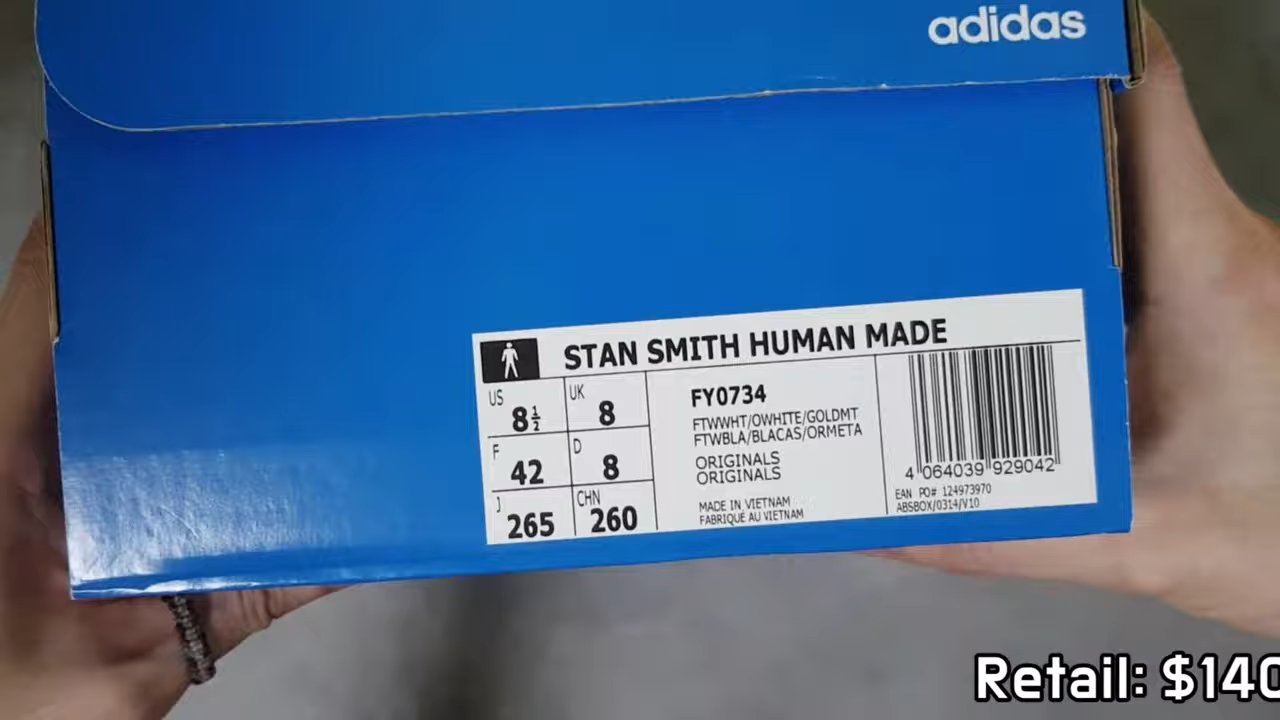 adidas
STAN SMITH HUMAN MADE
US 8½ UK 8
F 42 D 8
J 265 CHN 260
FY0734
FTWWHT/OWHITE/GOLDMT
FTWBLA/BLACAS/ORMETA
ORIGINALS
ORIGINALS
MADE IN VIETNAM
FABRIQUÉ AU VIETNAM
4 064039 929042
EAN PO# 124973970
ABSBOX/0314/V10
Retail: $140